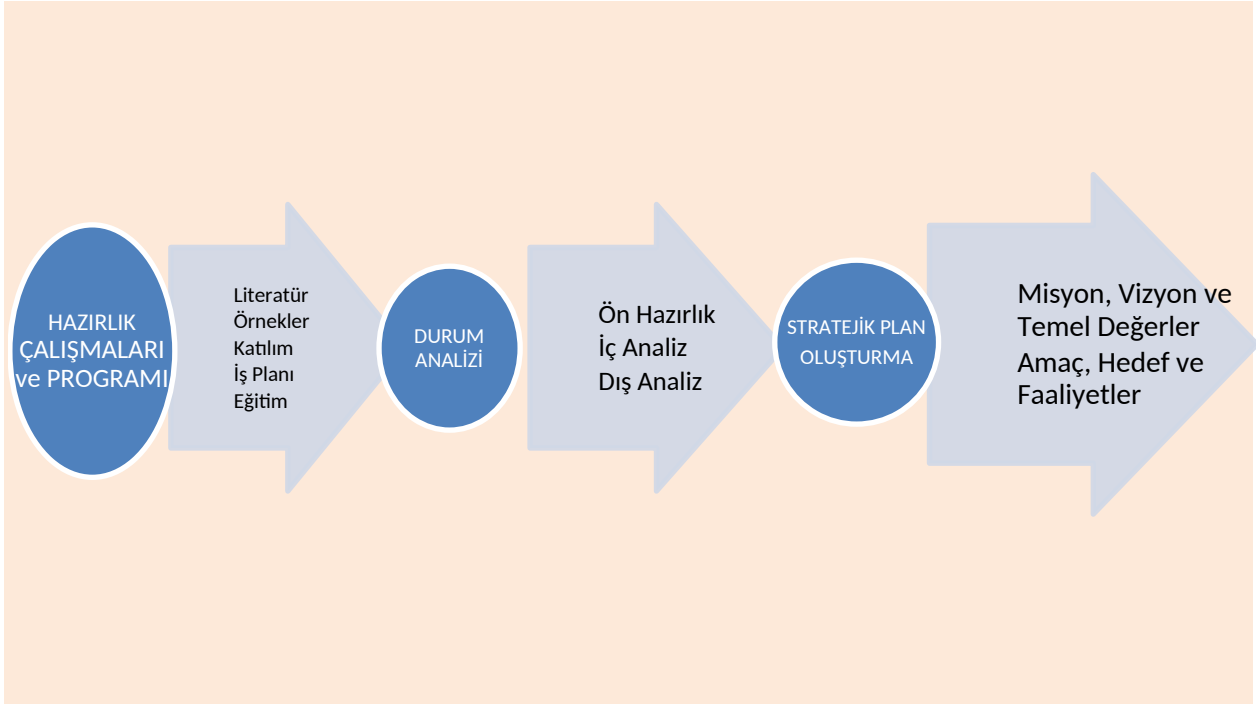 HAZIRLIK
ÇALIŞMALARI
ve PROGRAMI
Literatür
Örnekler
Katılım
İş Planı
Eğitim
DURUM
ANALİZİ
Ön Hazırlık
İç Analiz
Dış Analiz
STRATEJİK PLAN
OLUŞTURMA
Misyon, Vizyon ve
Temel Değerler
Amaç, Hedef ve
Faaliyetler